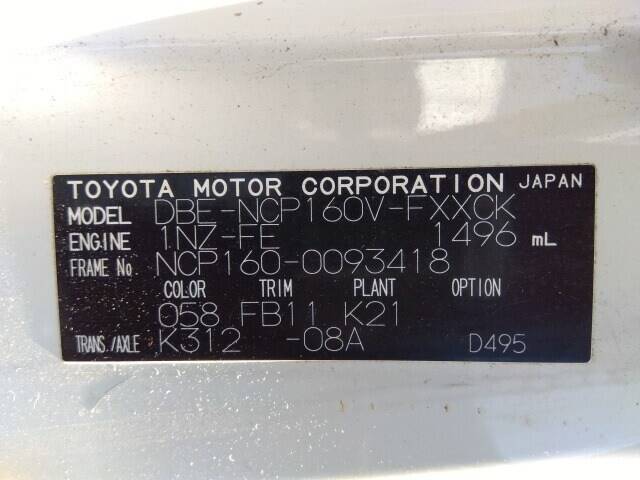 TOYOTA MOTOR CORPORATION JAPAN
MODEL DBE-NCP160V-FXXCK
ENGINE 1NZ-FE 1496 mL
FRAME No NCP160-0093418
COLOR TRIM PLANT OPTION
058 FB11 K21
TRANS./AXLE K312 -08A D495